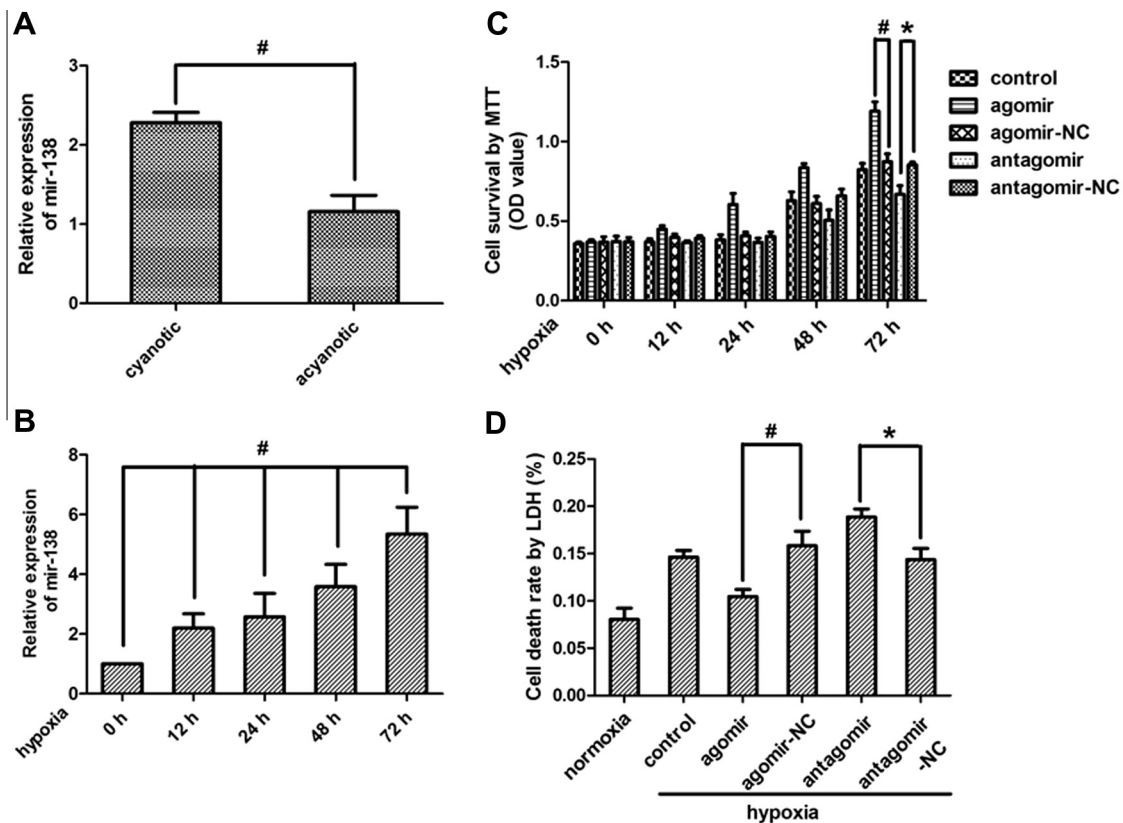 A
#
Relative expression
of mir-138
3
2
1
0
cyanotic
acyanotic
B
#
Relative expression
of mir-138
8
6
4
2
0
hypoxia
0 h
12 h
24 h
48 h
72 h
C
# *
Cell survival by MTT
(OD value)
1.5
1.0
0.5
0.0
hypoxia
0 h
12 h
24 h
48 h
72 h
control
agomir
agomir-NC
antagomir
antagomir-NC
D
# *
Cell death rate by LDH (%)
0.25
0.20
0.15
0.10
0.05
0.00
normoxia
control
agomir
agomir-NC
antagomir
antagomir
-NC
hypoxia